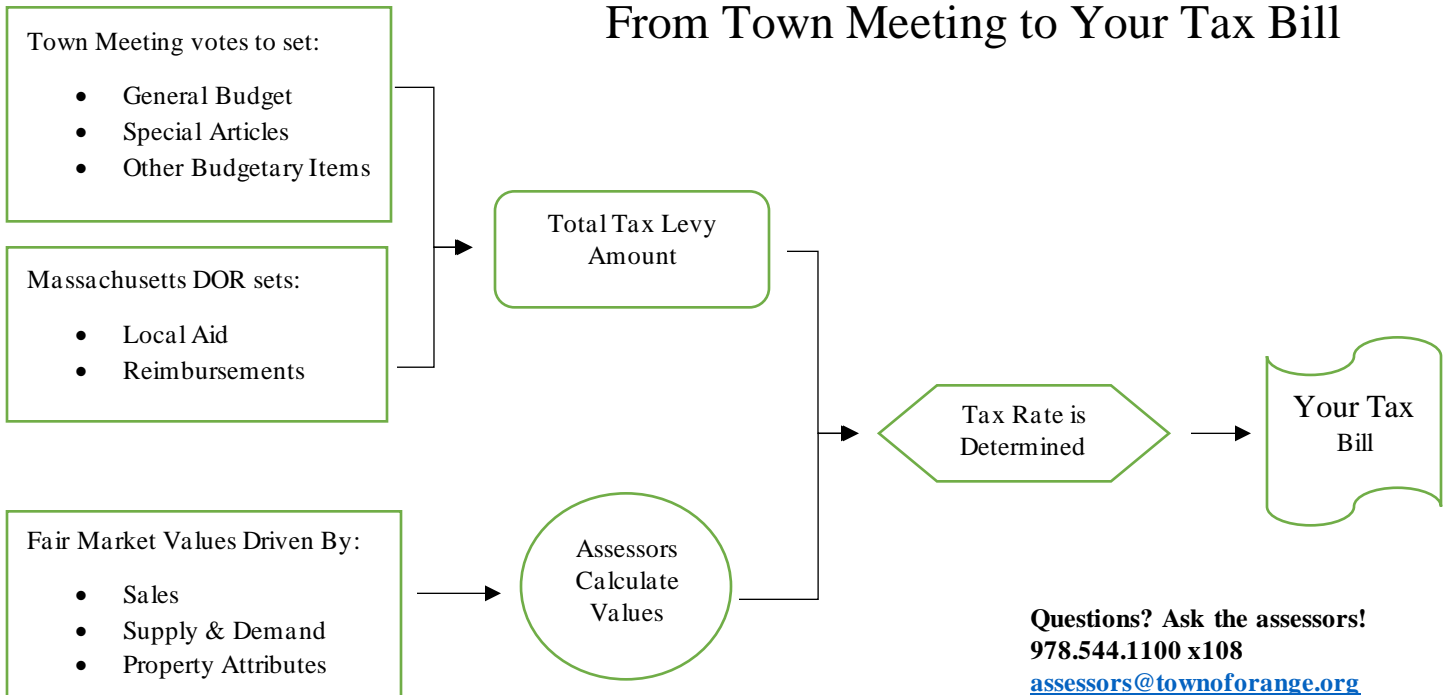 From Town Meeting to Your Tax Bill
Town Meeting votes to set:
• General Budget
• Special Articles
• Other Budgetary Items
Massachusetts DOR sets:
• Local Aid
• Reimbursements
Total Tax Levy
Amount
Fair Market Values Driven By:
• Sales
• Supply & Demand
• Property Attributes
Assessors
Calculate
Values
Tax Rate is
Determined
Your Tax
Bill
Questions? Ask the assessors!
978.544.1100 x108
assessors@townoforange.org